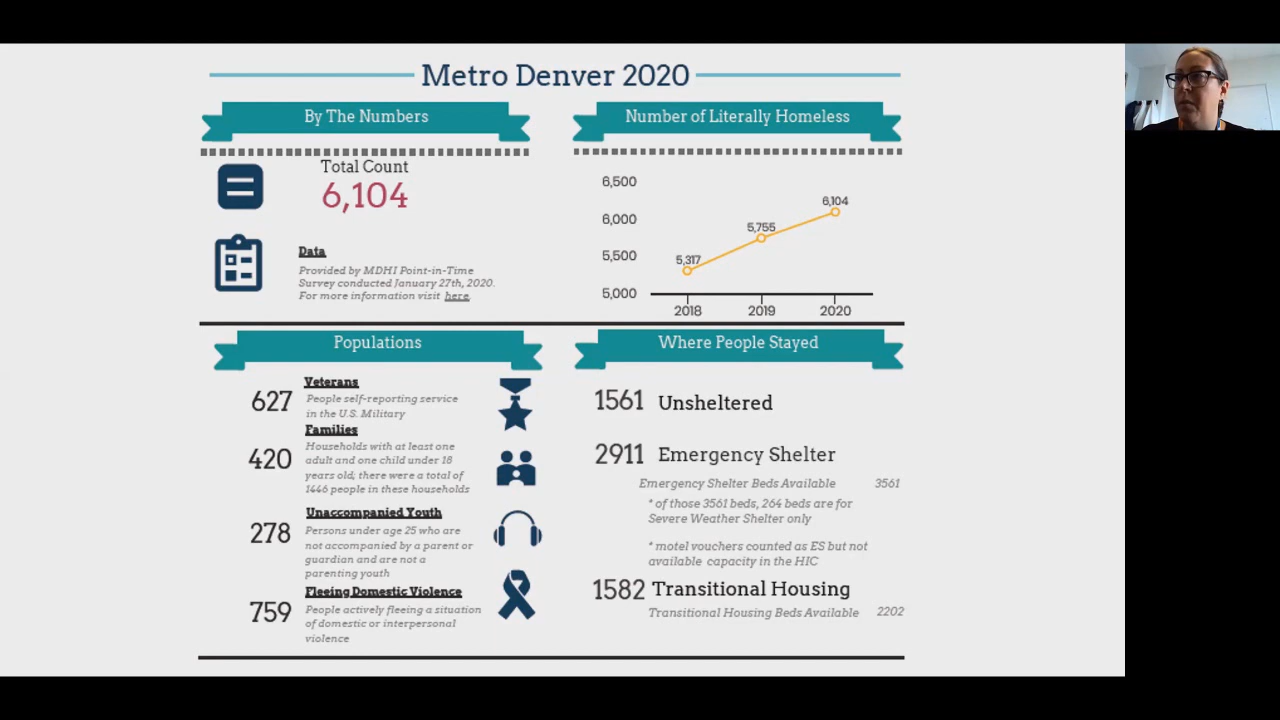 Metro Denver 2020
By The Numbers
Total Count
6,104
Data
Provided by MDHI Point-in-Time
Survey conducted January 27th, 2020.
For more information visit here.
Number of Literally Homeless
6,500
6,000
5,500
5,000
5,317
5,755
6,104
2018 2019 2020
Populations
627
Veterans
People self-reporting service
in the U.S. Military
420
Families
Households with at least one
adult and one child under 18
years old; there were a total of
1446 people in these households
278
Unaccompanied Youth
Persons under age 25 who are
not accompanied by a parent or
guardian and are not a
parenting youth
759
Fleeing Domestic Violence
People actively fleeing a situation
of domestic or interpersonal
violence
Where People Stayed
1561 Unsheltered
2911 Emergency Shelter
Emergency Shelter Beds Available 3561
* of those 3561 beds, 264 beds are for
Severe Weather Shelter only
* motel vouchers counted as ES but not
available capacity in the HIC
1582 Transitional Housing
Transitional Housing Beds Available 2202